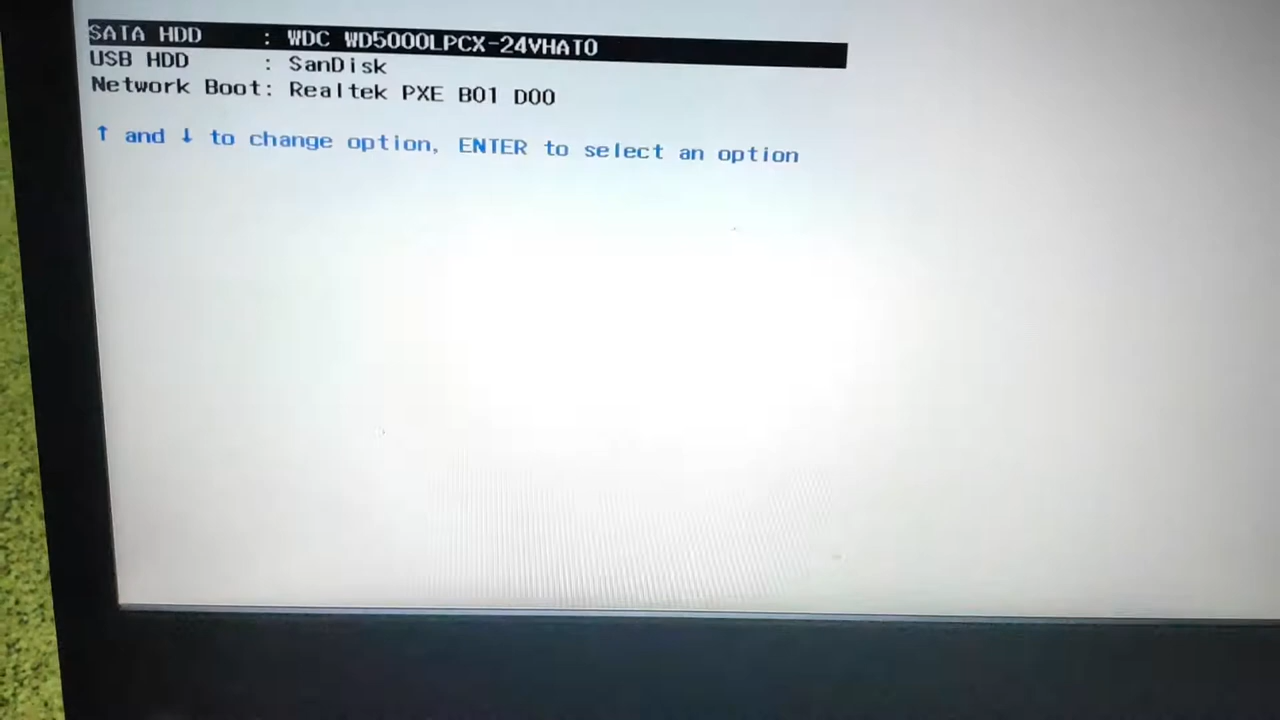 SATA HDD : WDC WD5000LPCX-24VHAT0
USB HDD : SanDisk
Network Boot: Realtek PXE B01 D00
↑ and ↓ to change option, ENTER to select an option